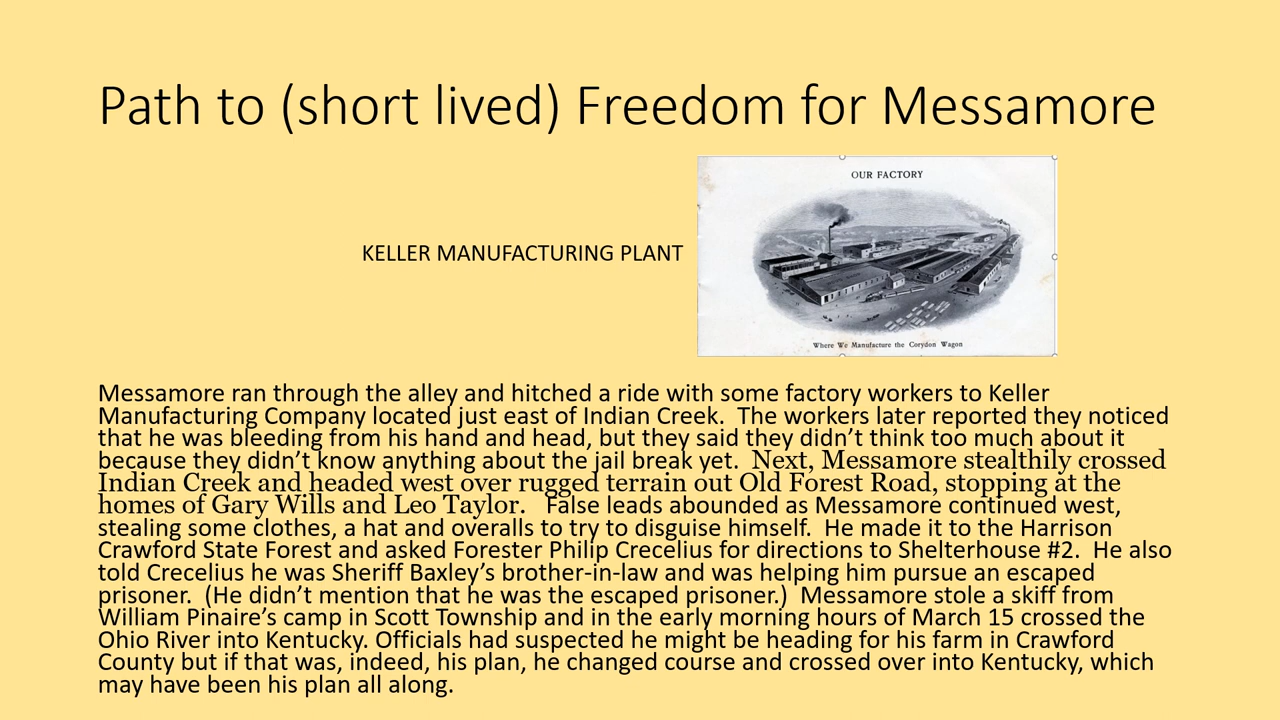 Path to (short lived) Freedom for Messamore
OUR FACTORY
KELLER MANUFACTURING PLANT
Where We Manufacture the Corydon Wagon
Messamore ran through the alley and hitched a ride with some factory workers to Keller
Manufacturing Company located just east of Indian Creek.  The workers later reported they noticed
that he was bleeding from his hand and head, but they said they didn’t think too much about it
because they didn’t know anything about the jail break yet.  Next, Messamore stealthily crossed
Indian Creek and headed west over rugged terrain out Old Forest Road, stopping at the
homes of Gary Wills and Leo Taylor.   False leads abounded as Messamore continued west,
stealing some clothes, a hat and overalls to try to disguise himself.  He made it to the Harrison
Crawford State Forest and asked Forester Philip Crecelius for directions to Shelterhouse #2.  He also
told Crecelius he was Sheriff Baxley’s brother-in-law and was helping him pursue an escaped
prisoner.  (He didn’t mention that he was the escaped prisoner.)  Messamore stole a skiff from
William Pinaire’s camp in Scott Township and in the early morning hours of March 15 crossed the
Ohio River into Kentucky. Officials had suspected he might be heading for his farm in Crawford
County but if that was, indeed, his plan, he changed course and crossed over into Kentucky, which
may have been his plan all along.